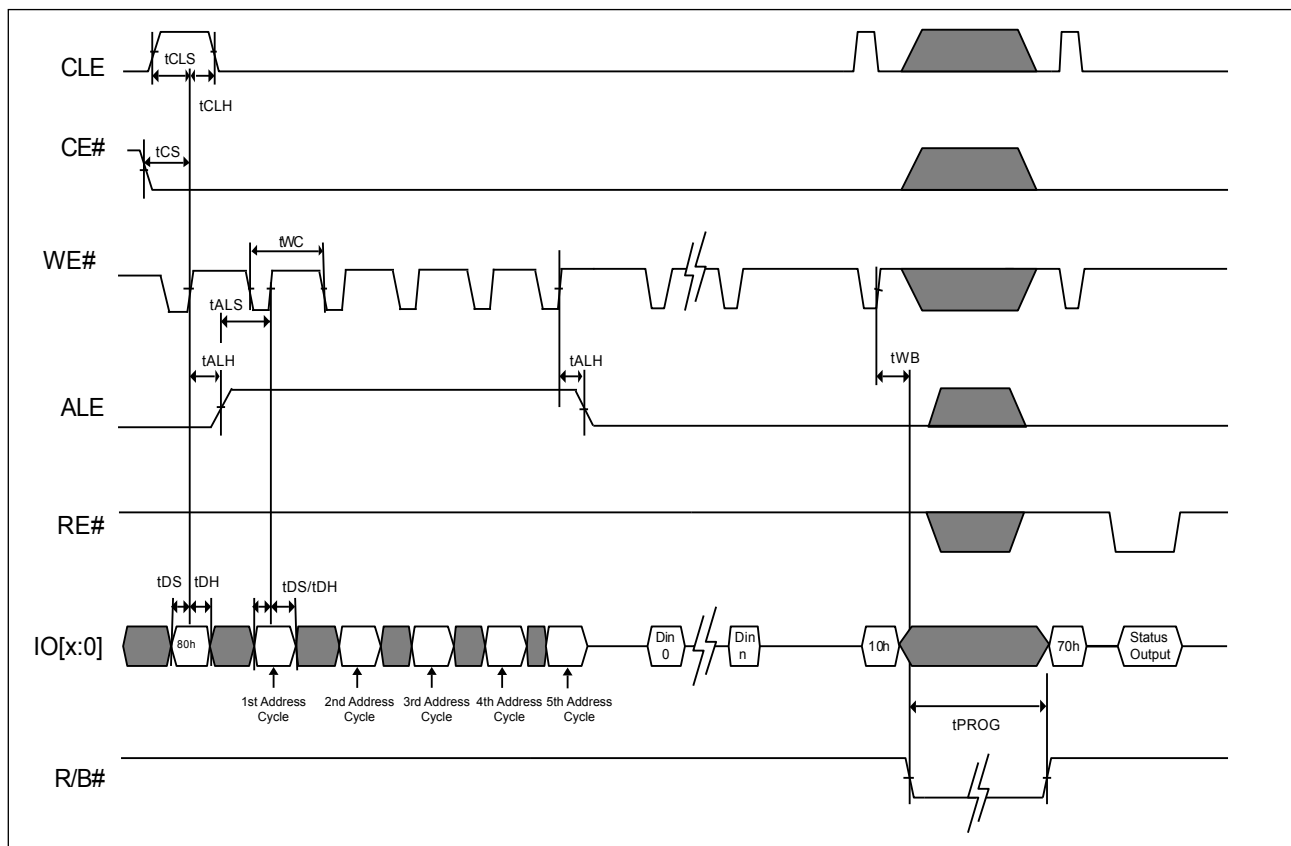 CLE
tCLS
tCLH
CE#
tCS
WE#
tWC
tALS
tALH
tALH
tWB
ALE
RE#
tDS
tDH
tDS/tDH
IO[x:0]
80h
Din
0
Din
n
10h
70h
Status
Output
1st Address
Cycle
2nd Address
Cycle
3rd Address
Cycle
4th Address
Cycle
5th Address
Cycle
tPROG
R/B#